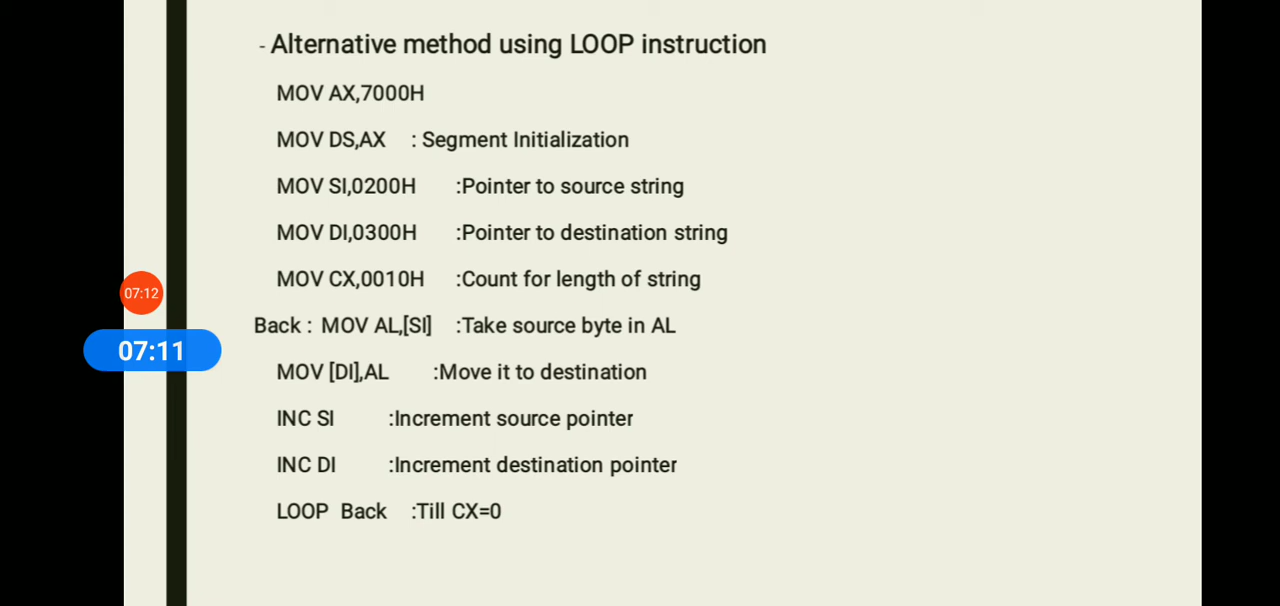 - Alternative method using LOOP instruction
MOV AX,7000H
MOV DS,AX : Segment Initialization
MOV SI,0200H :Pointer to source string
MOV DI,0300H :Pointer to destination string
MOV CX,0010H :Count for length of string
Back : MOV AL,[SI] :Take source byte in AL
MOV [DI],AL :Move it to destination
INC SI :Increment source pointer
INC DI :Increment destination pointer
LOOP Back :Till CX=0
07:12
07:11